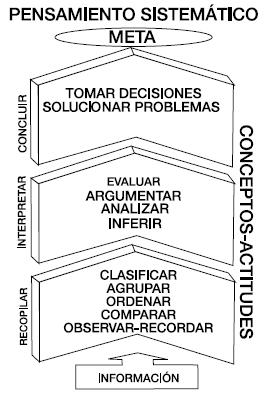 PENSAMIENTO SISTEMÁTICO
META
CONCLUIR
TOMAR DECISIONES
SOLUCIONAR PROBLEMAS
INTERPRETAR
EVALUAR
ARGUMENTAR
ANALIZAR
INFERIR
RECOPILAR
CLASIFICAR
AGRUPAR
ORDENAR
COMPARAR
OBSERVAR-RECORDAR
CONCEPTOS-ACTITUDES
INFORMACIÓN